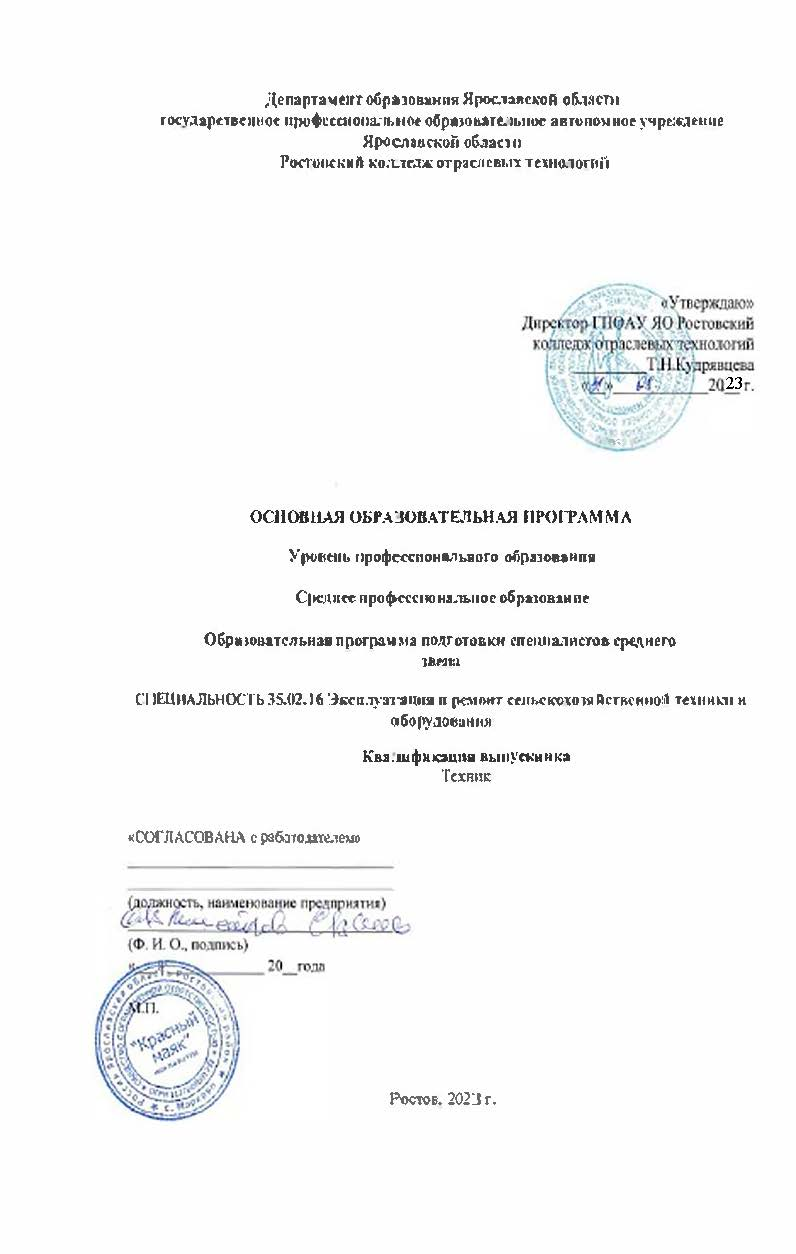 Департамент образования Ярославской области
государственное профессиональное образовательное автономное учреждение
Ярославской области
Ростовский колледж отраслевых технологий
«Утверждаю»
Директор ГПОАУ ЯО Ростовский
колледж отраслевых технологий
__________Т.Н.Кудрявцева
«__»_____________2023 г.
ОСНОВНАЯ ОБРАЗОВАТЕЛЬНАЯ ПРОГРАММА
Уровень профессионального образования
Среднее профессиональное образование
Образовательная программа подготовки специалистов среднего
звена
СПЕЦИАЛЬНОСТЬ 35.02.16 Эксплуатация и ремонт сельскохозяйственной техники и
оборудования
Квалификация выпускника
Техник
«СОГЛАСОВАНА с работодателем»
(должность, наименование предприятия)
(Ф. И. О., подпись)
20__года
М.П.
"Красный
маяк"
Ростов, 2023 г.